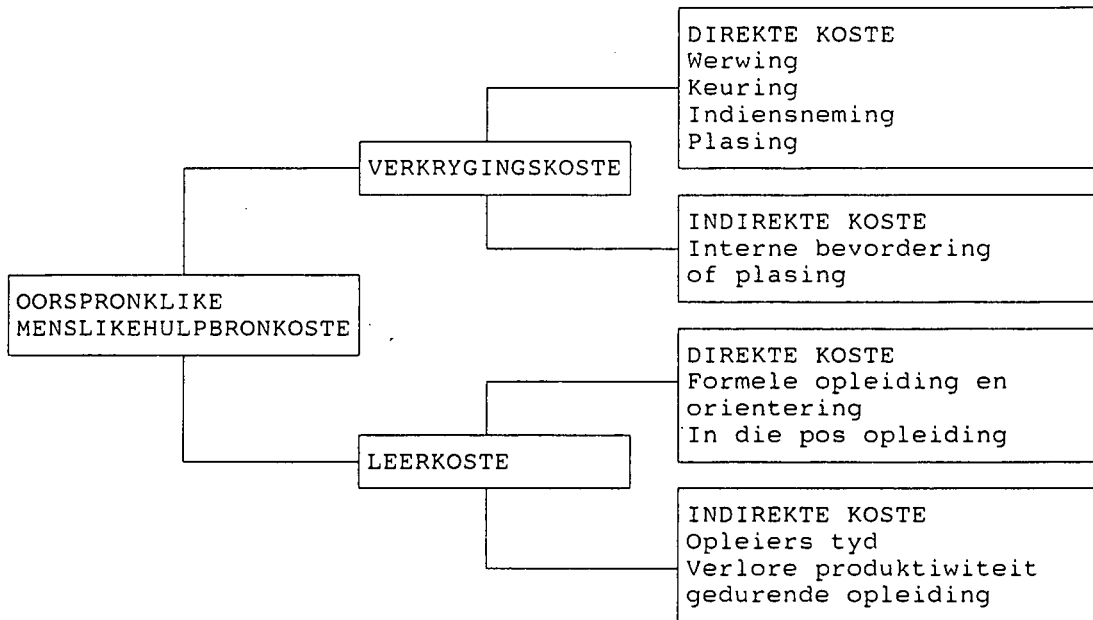 DIREKTE KOSTE
Werwing
Keuring
Indiensneming
Plasing
VERKRYGINGSKOSTE
INDIREKTE KOSTE
Interne bevordering
of plasing
OORSPRONKLIKE
MENSLIKEHULPBRONKOSTE
DIREKTE KOSTE
Formele opleiding en
orientering
In die pos opleiding
LEERKOSTE
INDIREKTE KOSTE
Opleiers tyd
Verlore produktiwiteit
gedurende opleiding